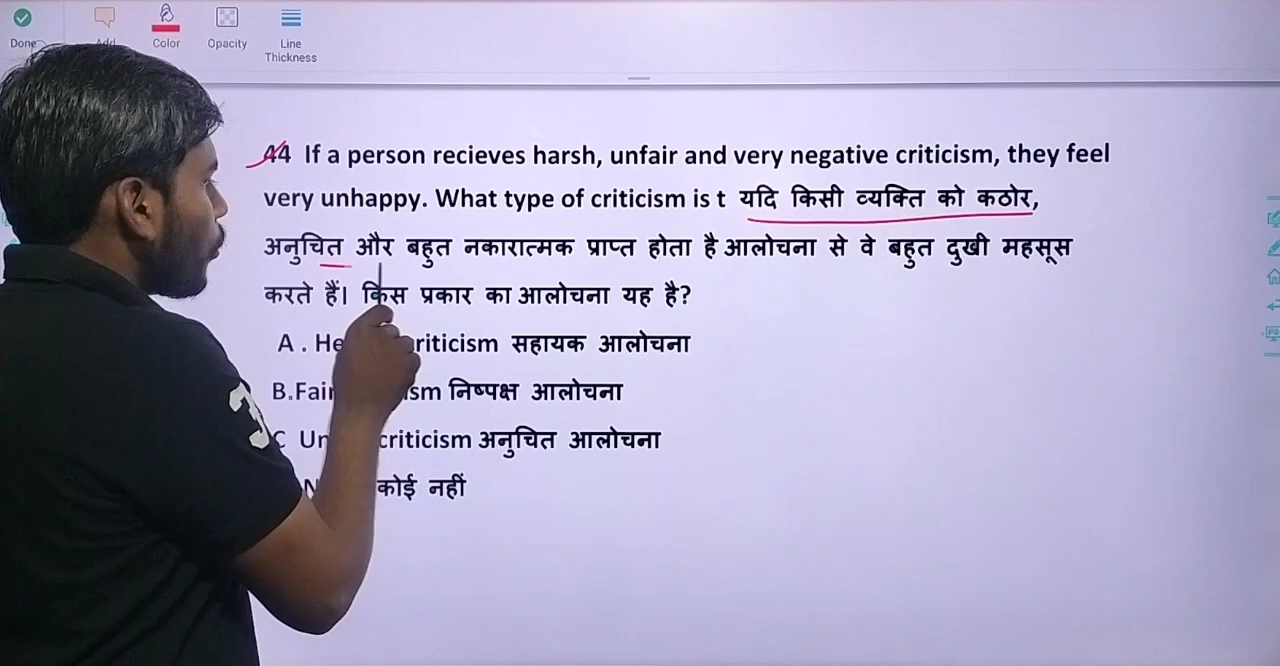 Done
Add
Color
Opacity
Line
Thickness
44 If a person recieves harsh, unfair and very negative criticism, they feel
very unhappy. What type of criticism is t यदि किसी व्यक्ति को कठोर,
अनुचित और बहुत नकारात्मक प्राप्त होता है आलोचना से वे बहुत दुखी महसूस
करते हैं। किस प्रकार का आलोचना यह है?
A . He riticism सहायक आलोचना
B.Fair ism निष्पक्ष आलोचना
C Un criticism अनुचित आलोचना
N कोई नहीं
3